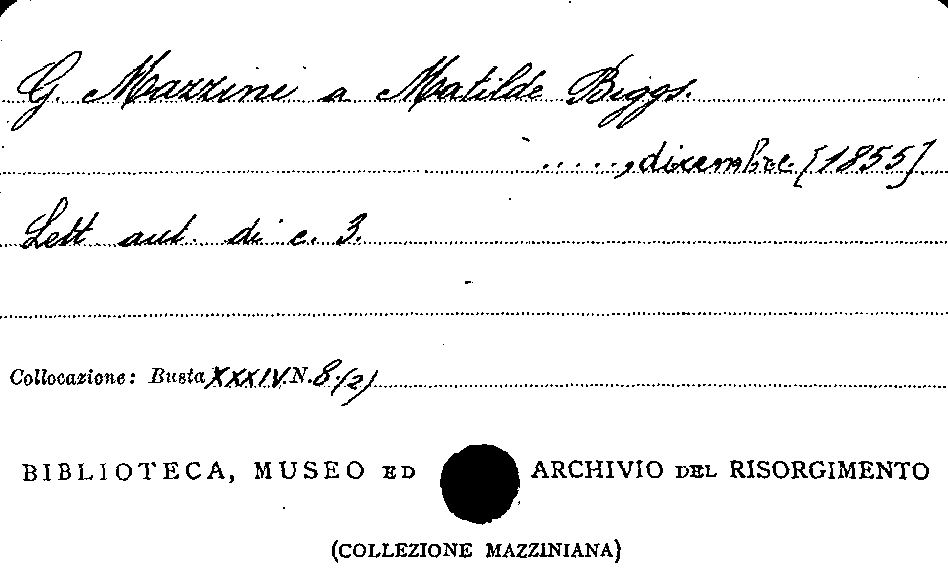 G. Mazzini a Matilde Biggs.
....., dicembre [1855]
Lett. aut. di c. 3.
Collocazione: Busta XXXIV. N. 8.(2)
BIBLIOTECA, MUSEO ED ARCHIVIO DEL RISORGIMENTO
(COLLEZIONE MAZZINIANA)